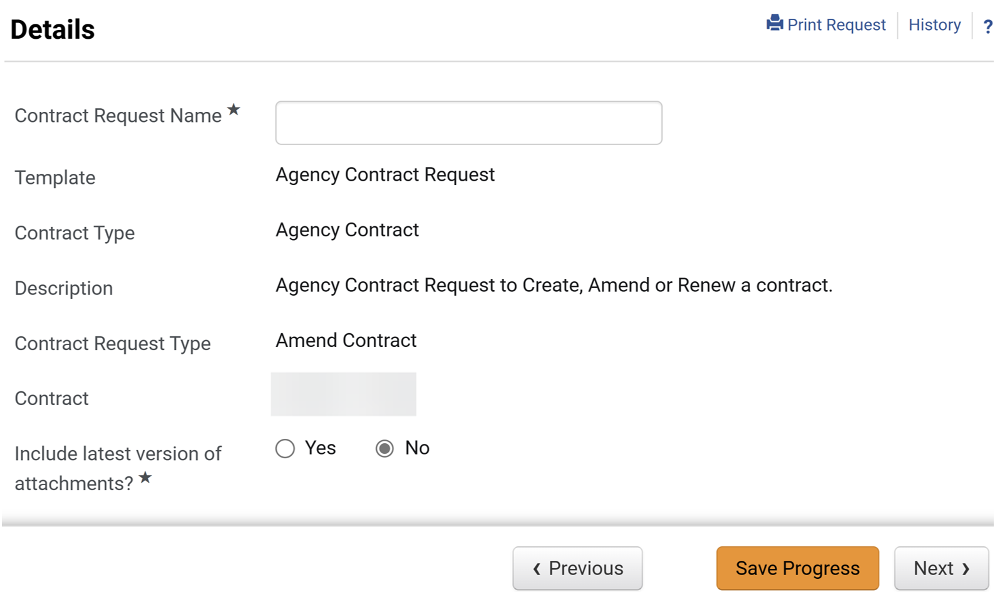 Details
Print Request
History
?
Contract Request Name ★
Template
Agency Contract Request
Contract Type
Agency Contract
Description
Agency Contract Request to Create, Amend or Renew a contract.
Contract Request Type
Amend Contract
Contract
Include latest version of
attachments? ★
Yes
No
‹ Previous
Save Progress
Next ›